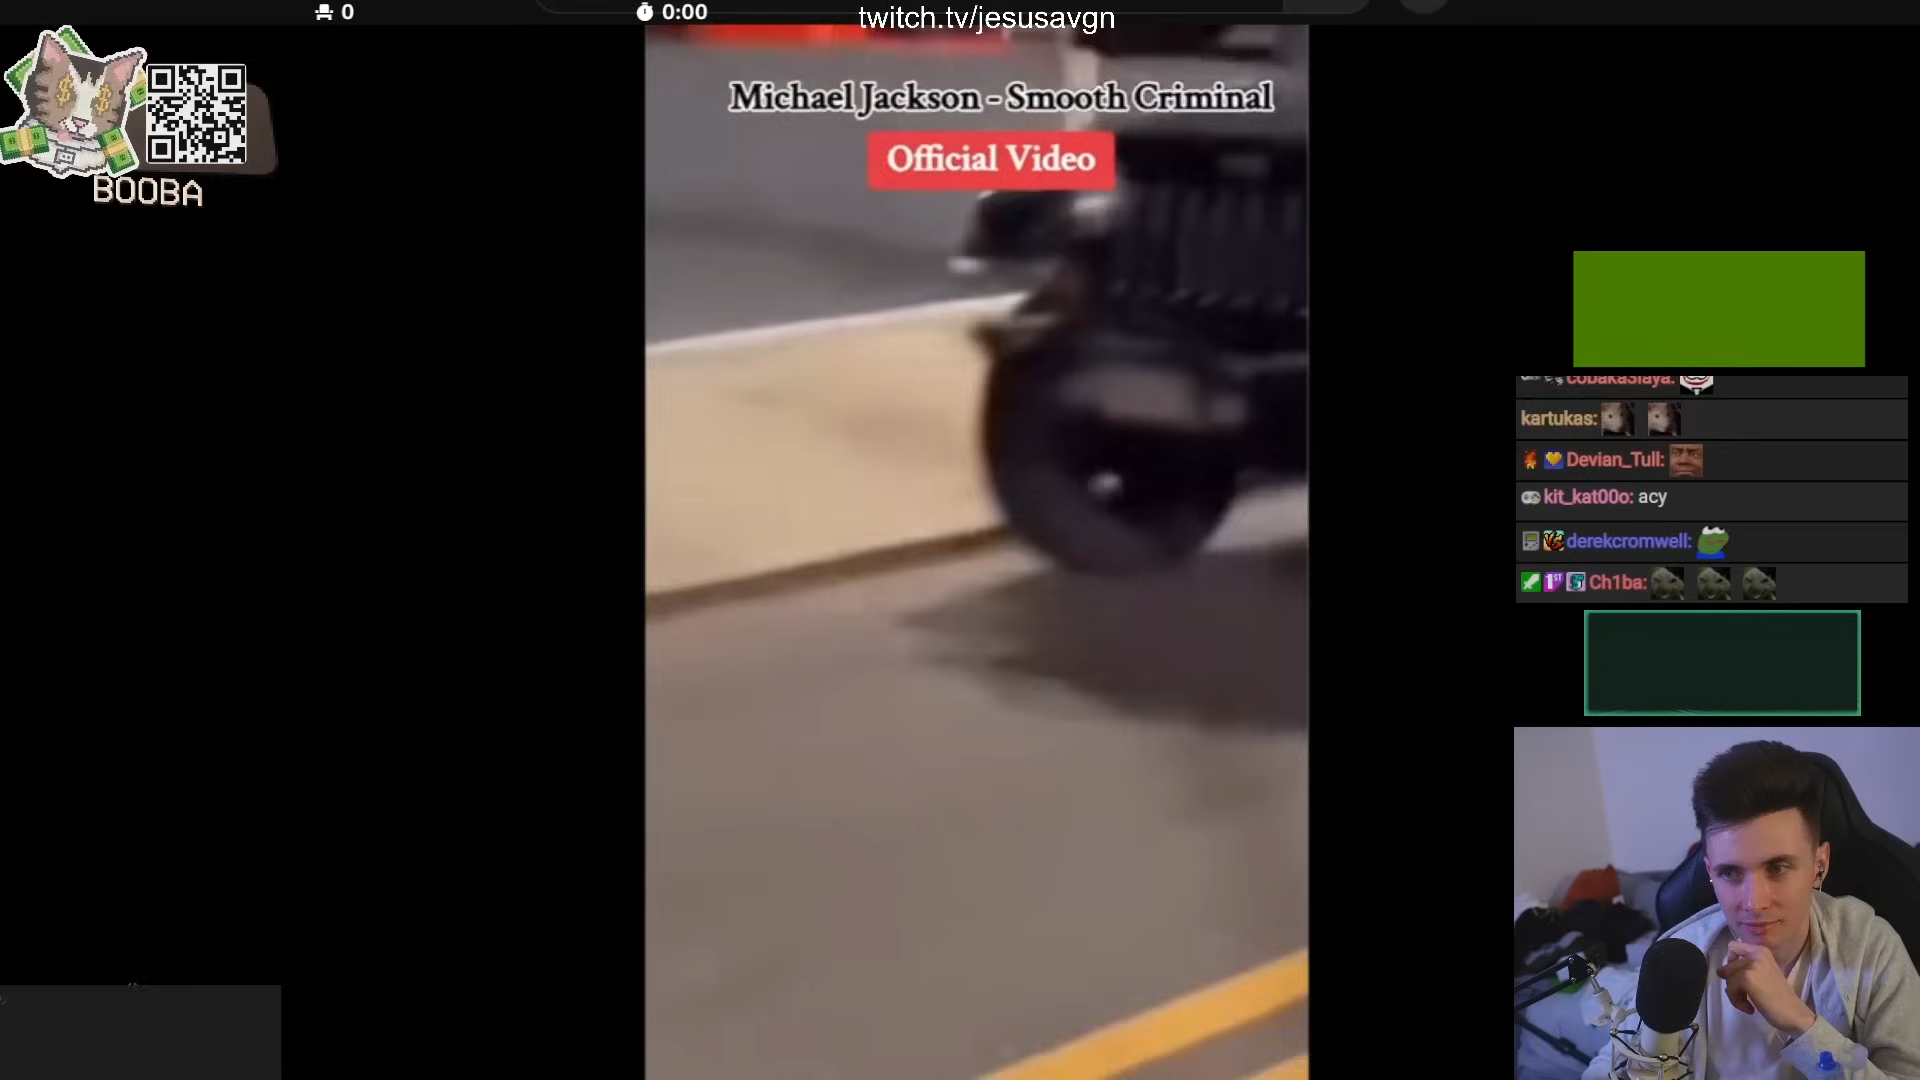 0
0:00
twitch.tv/jesusavgn
Michael Jackson - Smooth Criminal
Official Video
BOOBA
kartukas:
Devian_Tull:
kit_kat00o: acy
derekcromwell:
Ch1ba: